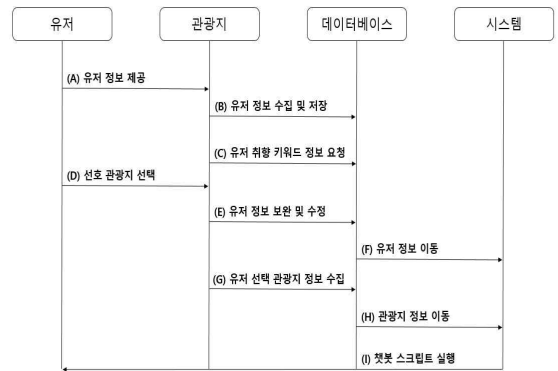 유저
관광지
데이터베이스
시스템
(A) 유저 정보 제공
(B) 유저 정보 수집 및 저장
(C) 유저 취향 키워드 정보 요청
(D) 선호 관광지 선택
(E) 유저 정보 보완 및 수정
(F) 유저 정보 이동
(G) 유저 선택 관광지 정보 수집
(H) 관광지 정보 이동
(I) 챗봇 스크립트 실행